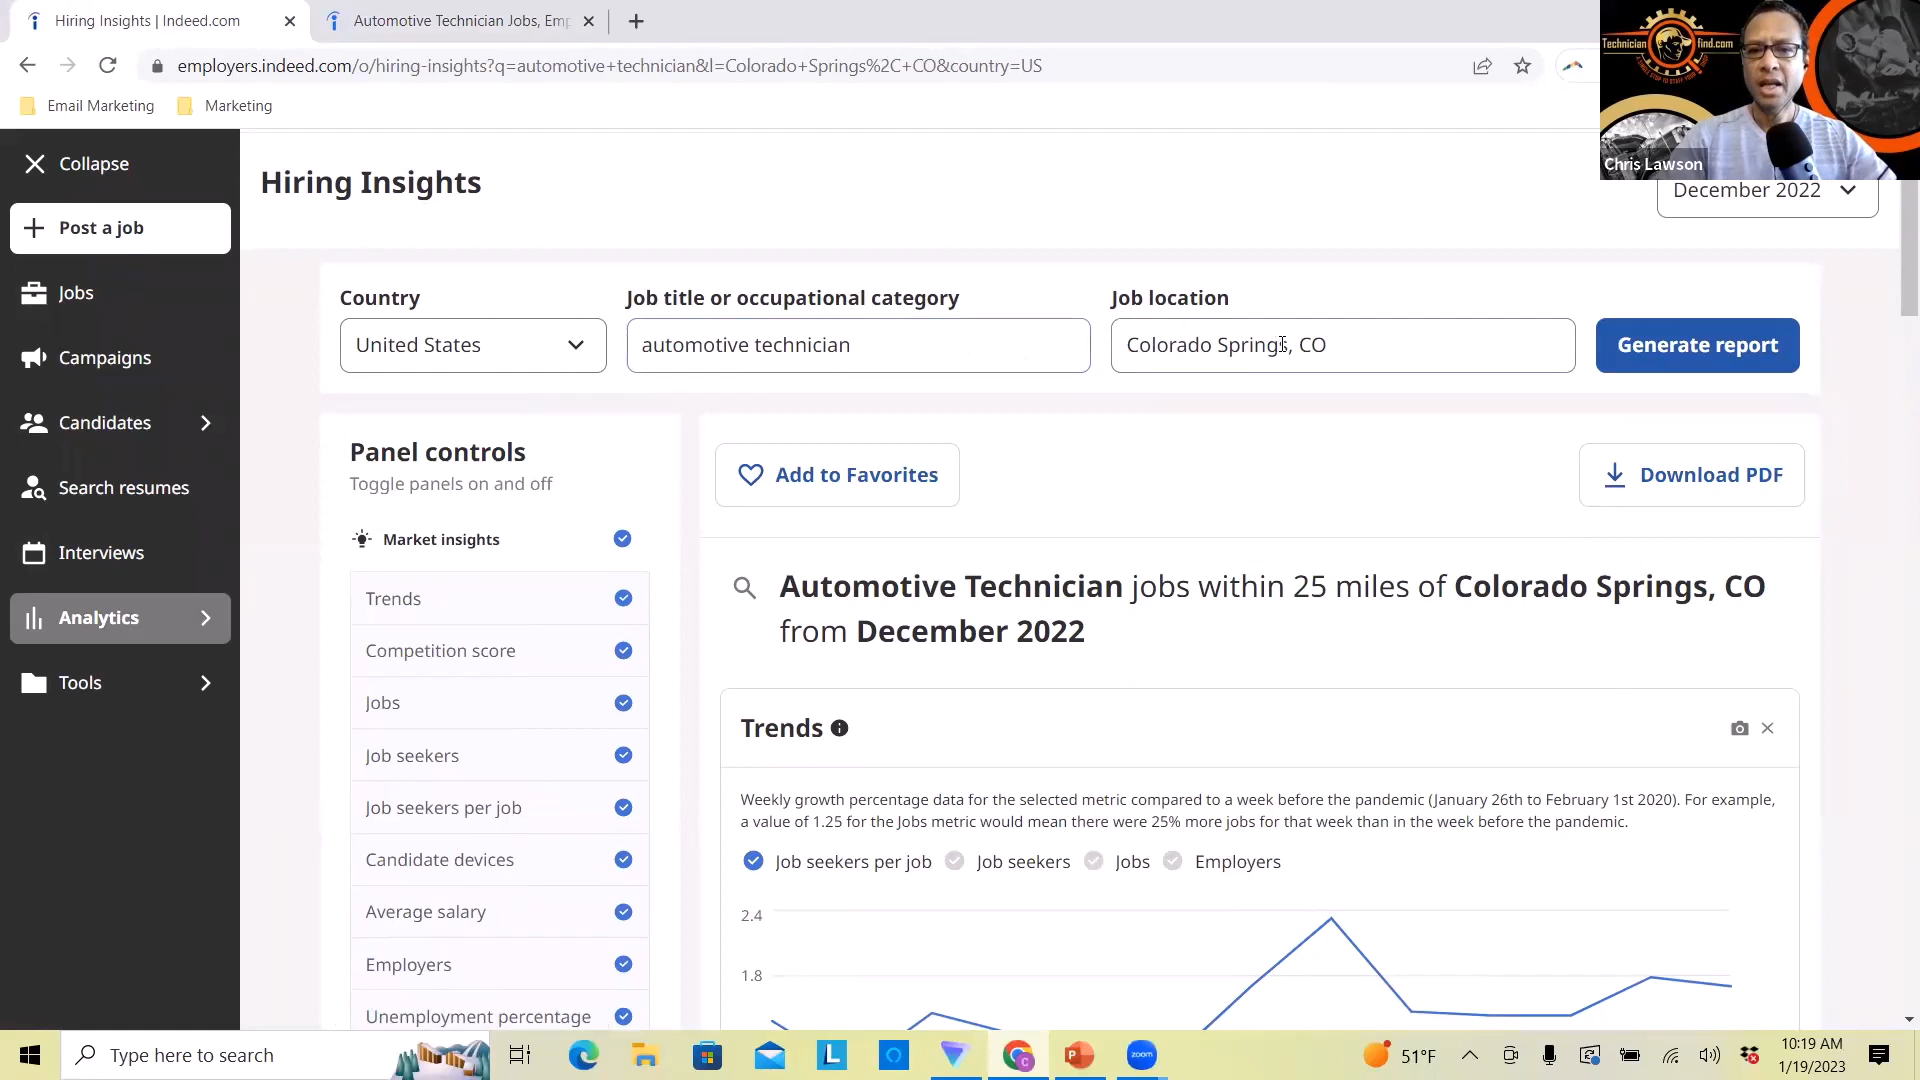 Hiring Insights | Indeed.com
Automotive Technician Jobs, Emp
employers.indeed.com/o/hiring-insights?q=automotive+technician&l=Colorado+Springs%2C+CO&country=US
Email Marketing
Marketing
Technician find.com
Chris Lawson
Collapse
Post a job
Jobs
Campaigns
Candidates
Search resumes
Interviews
Analytics
Tools
Hiring Insights
December 2022
Country
Job title or occupational category
Job location
United States
automotive technician
Colorado Springs, CO
Generate report
Panel controls
Toggle panels on and off
Market insights
Trends
Competition score
Jobs
Job seekers
Job seekers per job
Candidate devices
Average salary
Employers
Unemployment percentage
Add to Favorites
Download PDF
Automotive Technician jobs within 25 miles of Colorado Springs, CO
from December 2022
Trends
Weekly growth percentage data for the selected metric compared to a week before the pandemic (January 26th to February 1st 2020). For example,
a value of 1.25 for the Jobs metric would mean there were 25% more jobs for that week than in the week before the pandemic.
Job seekers per job
Job seekers
Jobs
Employers
2.4
1.8
Type here to search
zoom
51°F
10:19 AM
1/19/2023